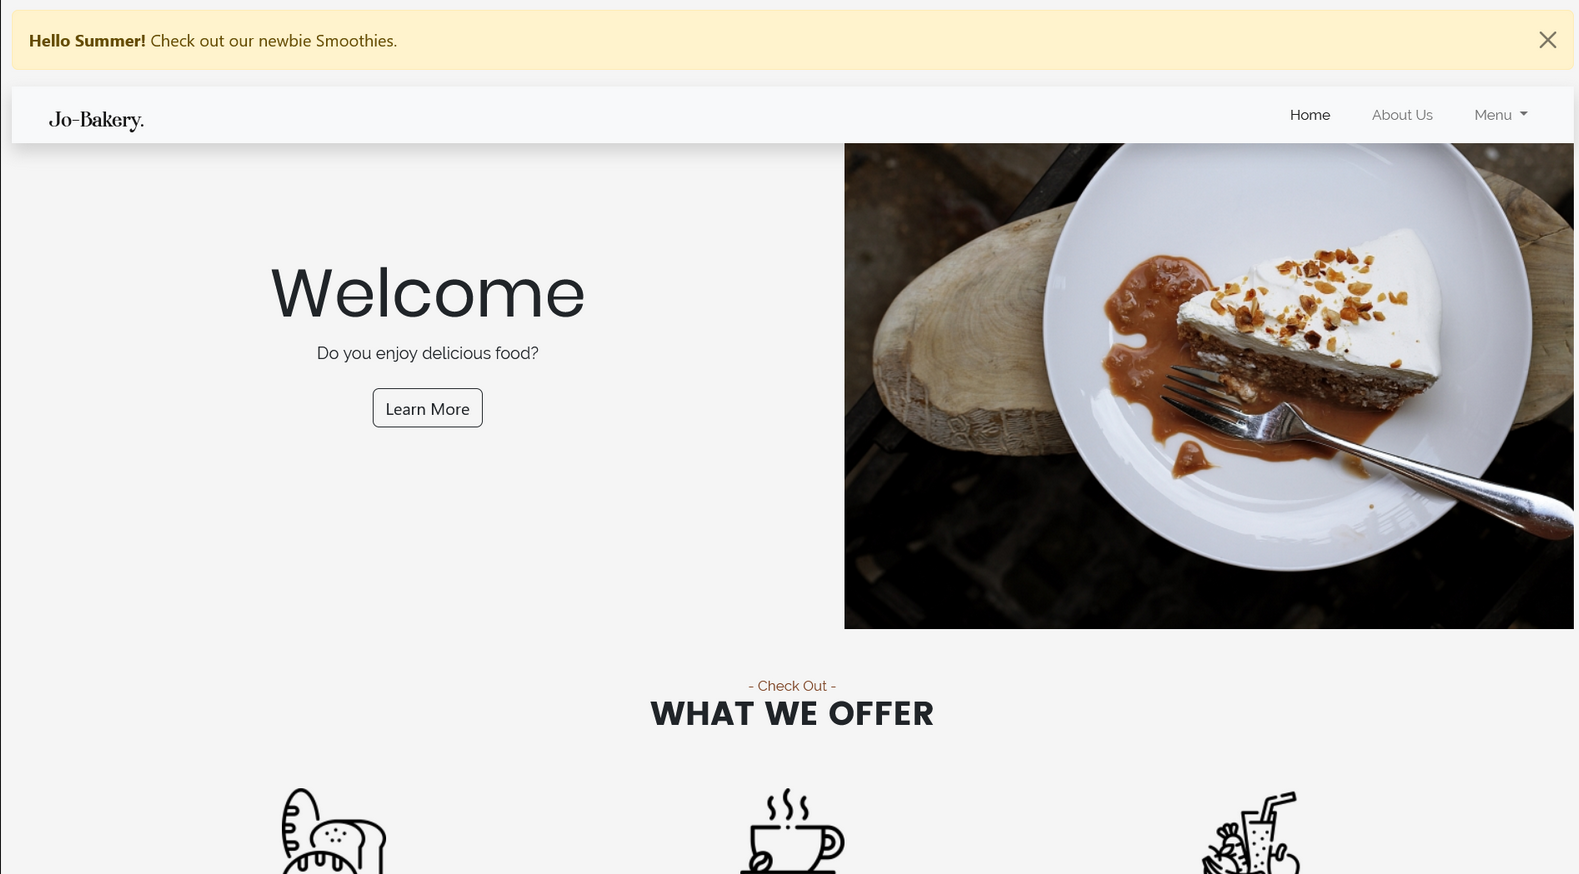 Hello Summer! Check out our newbie Smoothies.
Jo-Bakery.
Home About Us Menu
Welcome
Do you enjoy delicious food?
Learn More
- Check Out -
WHAT WE OFFER